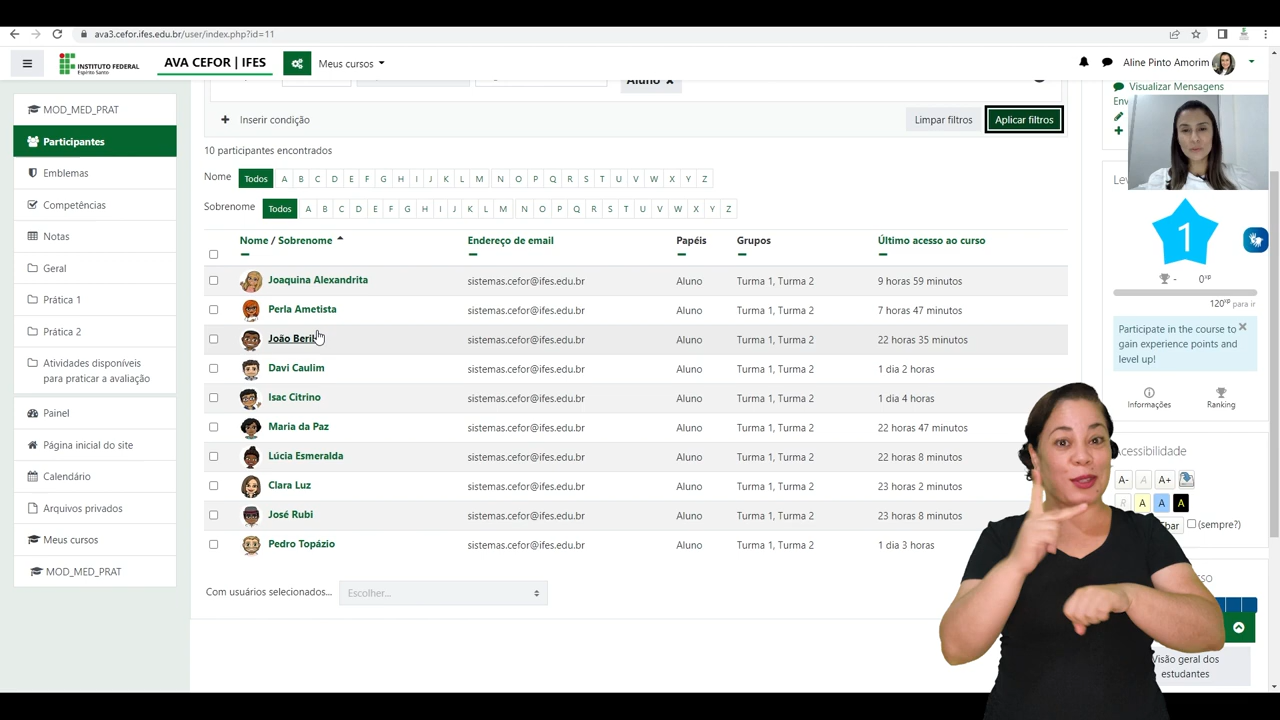 ava3.cefor.ifes.edu.br/user/index.php?id=11
INSTITUTO FEDERAL
Espírito Santo
AVA CEFOR | IFES
Meus cursos
Aline Pinto Amorim
MOD_MED_PRAT
Participantes
Emblemas
Competências
Notas
Geral
Prática 1
Prática 2
Atividades disponíveis
para praticar a avaliação
Painel
Página inicial do site
Calendário
Arquivos privados
Meus cursos
MOD_MED_PRAT
Aluno ×
+ Inserir condição
Limpar filtros
Aplicar filtros
10 participantes encontrados
Nome Todos A B C D E F G H I J K L M N O P Q R S T U V W X Y Z
Sobrenome Todos A B C D E F G H I J K L M N O P Q R S T U V W X Y Z
Nome / Sobrenome Endereço de email Papéis Grupos Último acesso ao curso
Joaquina Alexandrita sistemas.cefor@ifes.edu.br Aluno Turma 1, Turma 2 9 horas 59 minutos
Perla Ametista sistemas.cefor@ifes.edu.br Aluno Turma 1, Turma 2 7 horas 47 minutos
João sistemas.cefor@ifes.edu.br Aluno Turma 1, Turma 2 22 horas 35 minutos
Davi Caulim sistemas.cefor@ifes.edu.br Aluno Turma 1, Turma 2 1 dia 2 horas
Isac Citrino sistemas.cefor@ifes.edu.br Aluno Turma 1, Turma 2 1 dia 4 horas
Maria da Paz sistemas.cefor@ifes.edu.br Aluno Turma 1, Turma 2 22 horas 47 minutos
Lúcia Esmeralda sistemas.cefor@ifes.edu.br Aluno Turma 1, Turma 2 22 horas 8 minutos
Clara Luz sistemas.cefor@ifes.edu.br Aluno Turma 1, Turma 2 23 horas 2 minutos
José Rubi sistemas.cefor@ifes.edu.br Aluno Turma 1, Turma 2 23 horas 8 minutos
Pedro Topázio sistemas.cefor@ifes.edu.br Aluno Turma 1, Turma 2 1 dia 3 horas
Com usuários selecionados... Escolher...
Visualizar Mensagens
1
- 0xp
120xp para ir
Participate in the course to
gain experience points and
level up!
Informações
Ranking
Acessibilidade
A- A A+
R A A A
(sempre?)
Visão geral dos
estudantes